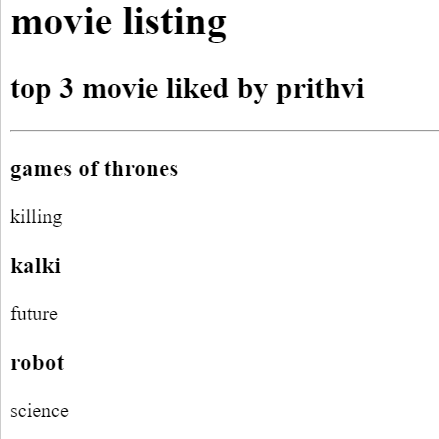 movie listing
top 3 movie liked by prithvi
games of thrones
killing
kalki
future
robot
science